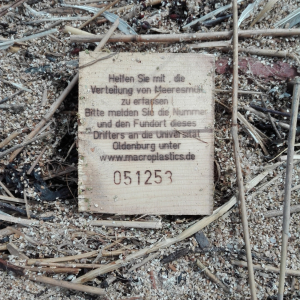 Helfen Sie mit, die
Verteilung von Meeresmüll
zu erfassen!
Bitte melden Sie die Nummer
und den Fundort dieses
Drifters an die Universität
Oldenburg unter
www.macroplastics.de
051253